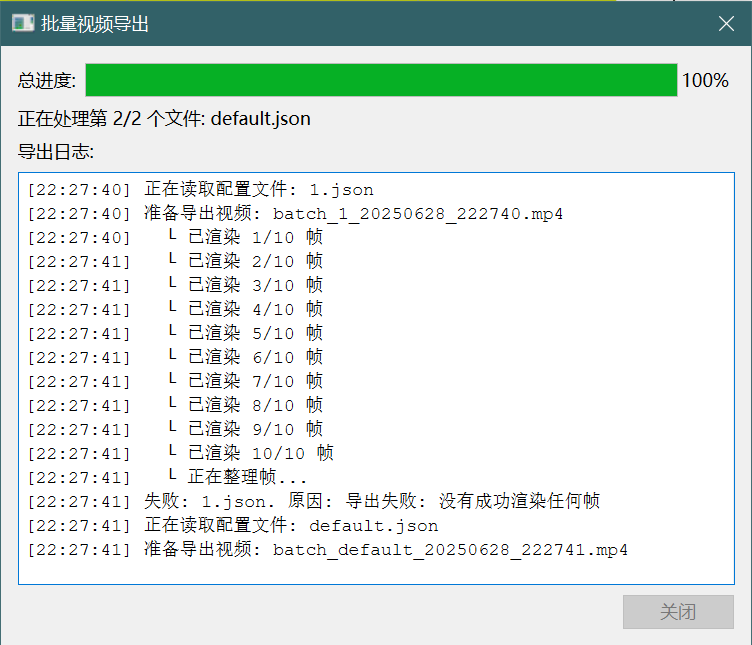 批量视频导出
总进度: 100%
正在处理第 2/2 个文件: default.json
导出日志:
[22:27:40] 正在读取配置文件: 1.json
[22:27:40] 准备导出视频: batch_1_20250628_222740.mp4
[22:27:40] └ 已渲染 1/10 帧
[22:27:41] └ 已渲染 2/10 帧
[22:27:41] └ 已渲染 3/10 帧
[22:27:41] └ 已渲染 4/10 帧
[22:27:41] └ 已渲染 5/10 帧
[22:27:41] └ 已渲染 6/10 帧
[22:27:41] └ 已渲染 7/10 帧
[22:27:41] └ 已渲染 8/10 帧
[22:27:41] └ 已渲染 9/10 帧
[22:27:41] └ 已渲染 10/10 帧
[22:27:41] └ 正在整理帧...
[22:27:41] 失败: 1.json. 原因: 导出失败: 没有成功渲染任何帧
[22:27:41] 正在读取配置文件: default.json
[22:27:41] 准备导出视频: batch_default_20250628_222741.mp4
关闭